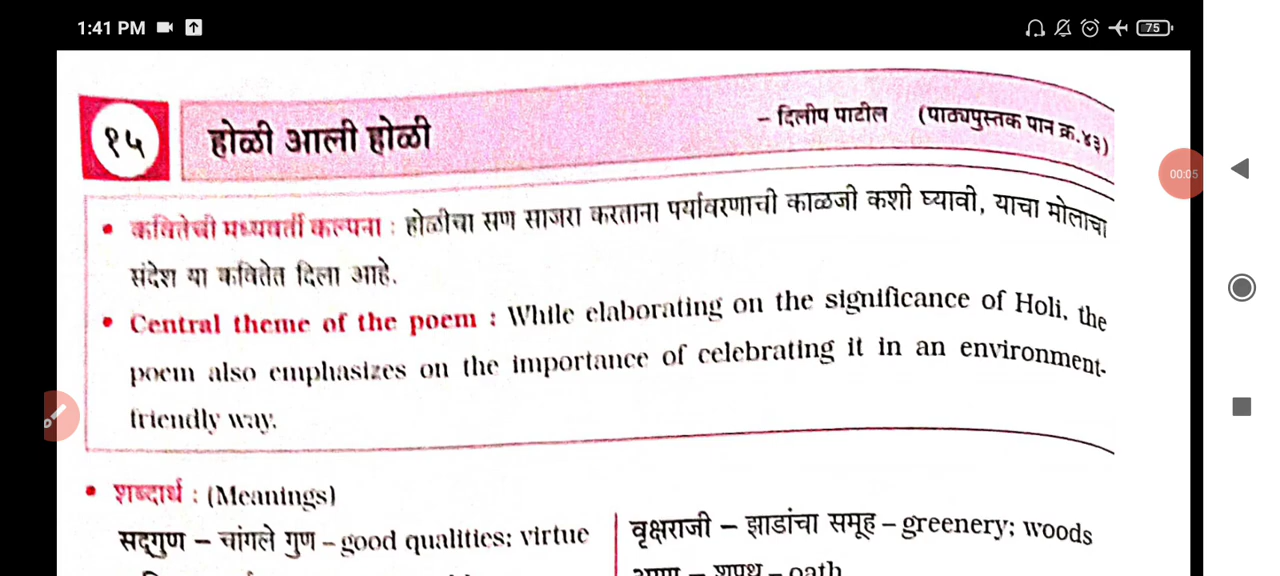 1:41 PM
75
१५ होळी आली होळी – दिलीप पाटील (पाठ्यपुस्तक पान क्र. ४३)
00:05
• कवितेची मध्यवर्ती कल्पना : होळीचा सण साजरा करताना पर्यावरणाची काळजी कशी घ्यावी, याचा मोलाचा
संदेश या कवितेत दिला आहे.
• Central theme of the poem : While elaborating on the significance of Holi, the
poem also emphasizes on the importance of celebrating it in an environment-
friendly way.
• शब्दार्थ : (Meanings)
सद्गुण – चांगले गुण – good qualities; virtue
वृक्षराजी – झाडांचा समूह – greenery; woods
शपथ – oath